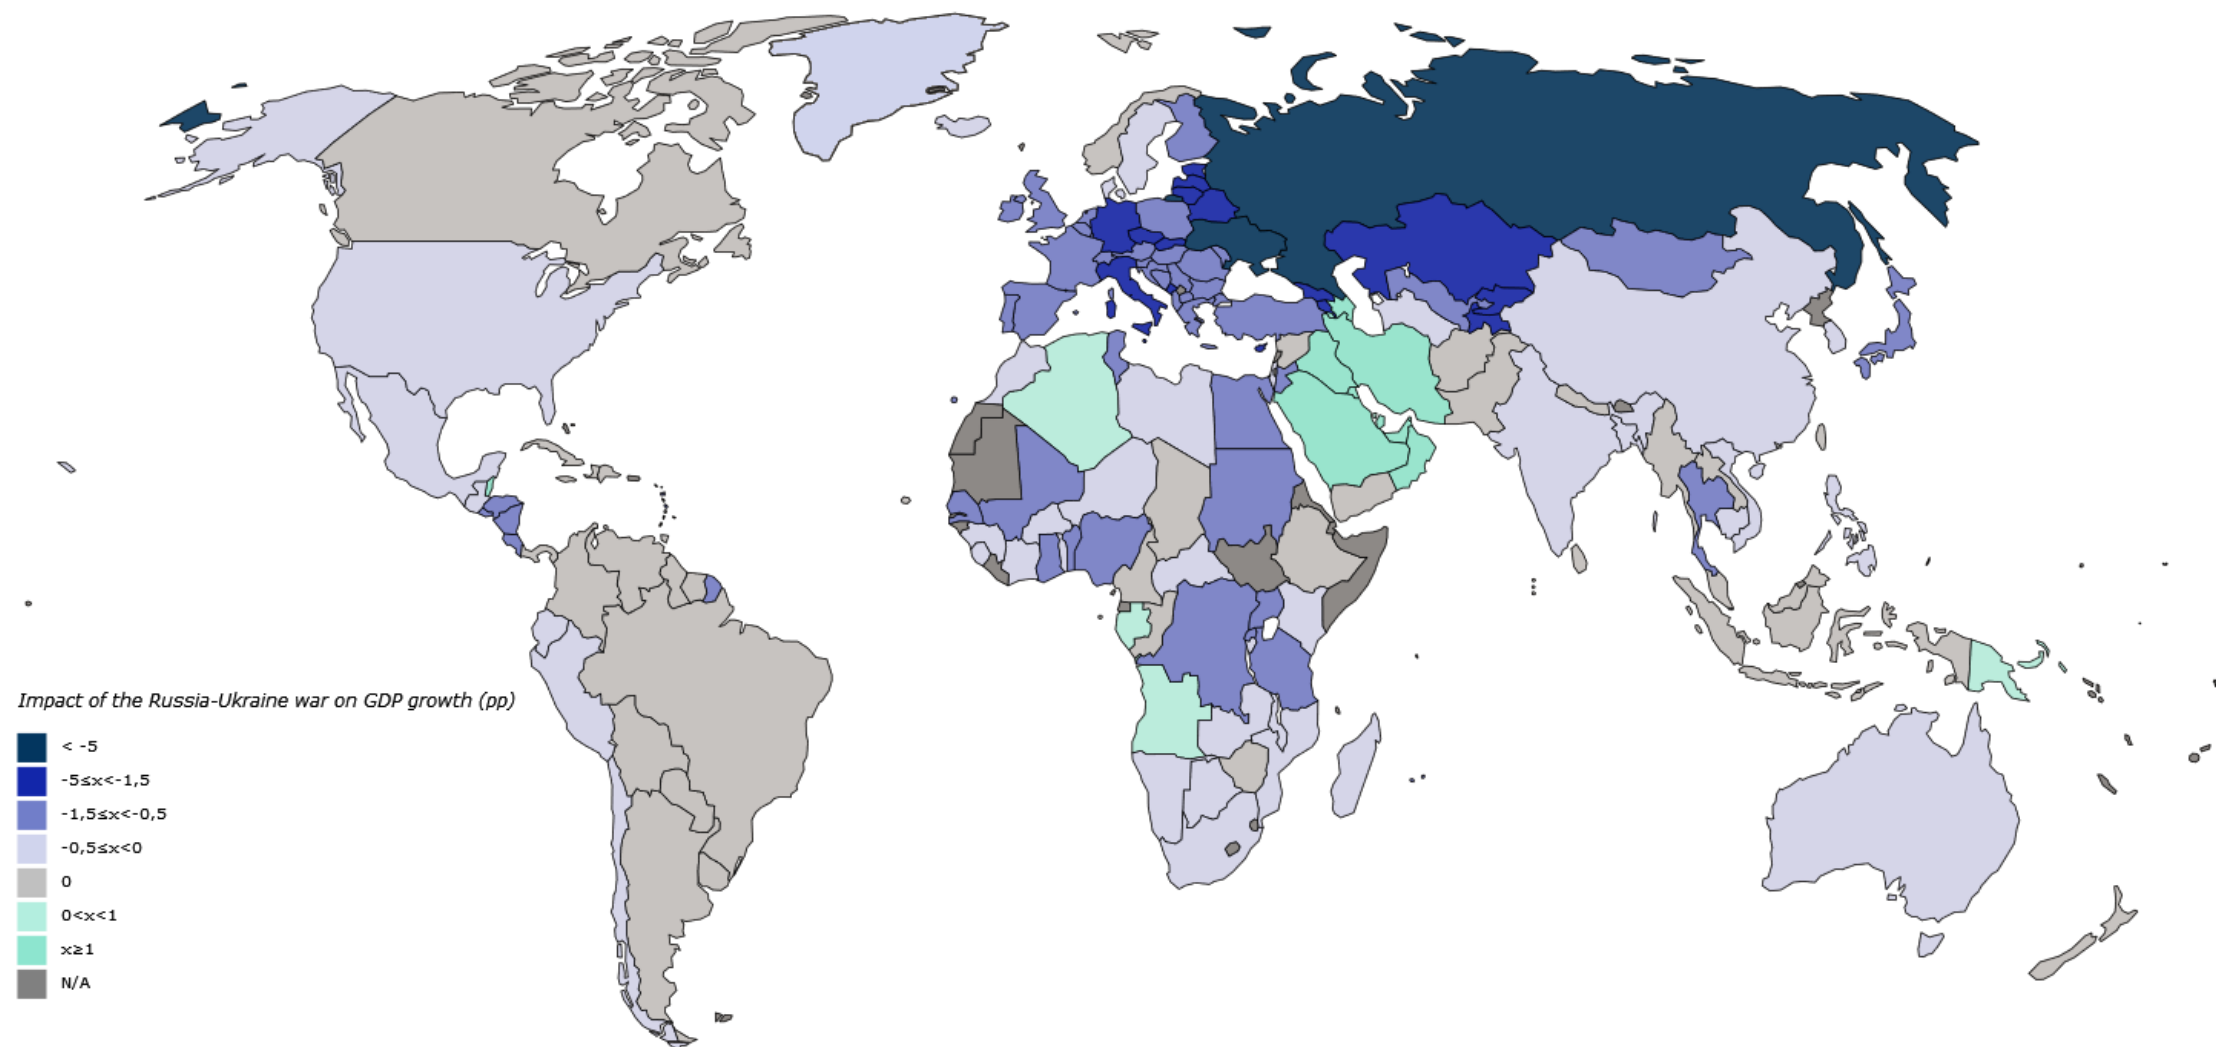 Impact of the Russia-Ukraine war on GDP growth (pp)
< -5
-5≤x<-1,5
-1,5≤x<-0,5
-0,5≤x<0
0
0<x<1
x≥1
N/A